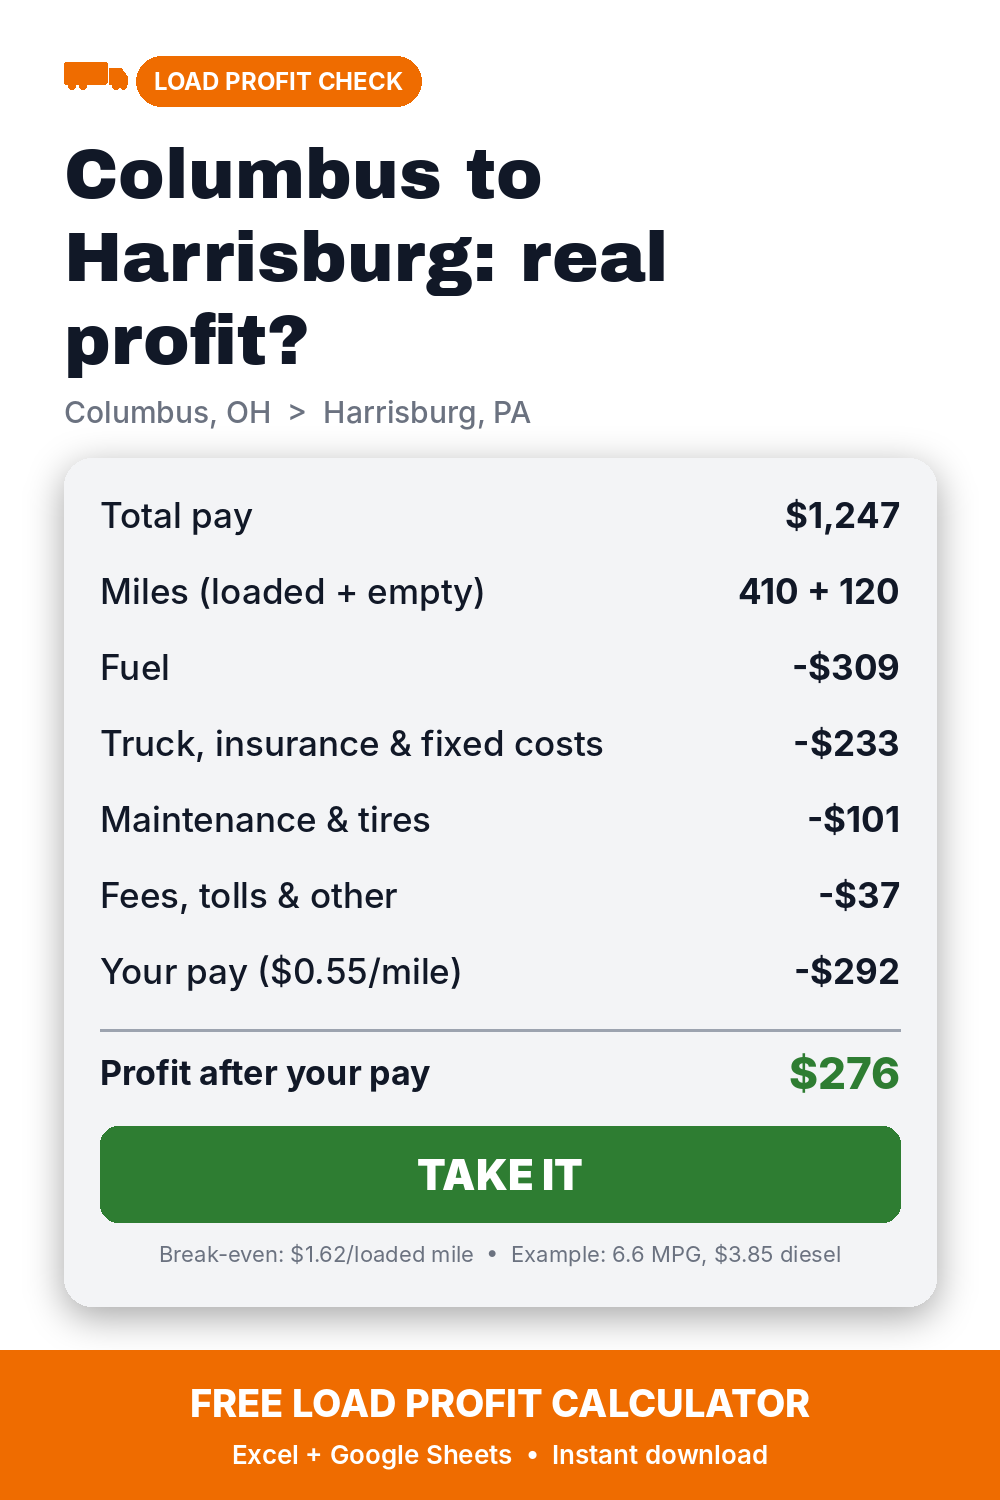 LOAD PROFIT CHECK
Columbus to
Harrisburg: real
profit?
Columbus, OH > Harrisburg, PA
Total pay $1,247
Miles (loaded + empty) 410 + 120
Fuel -$309
Truck, insurance & fixed costs -$233
Maintenance & tires -$101
Fees, tolls & other -$37
Your pay ($0.55/mile) -$292
Profit after your pay $276
TAKE IT
Break-even: $1.62/loaded mile • Example: 6.6 MPG, $3.85 diesel
FREE LOAD PROFIT CALCULATOR
Excel + Google Sheets • Instant download